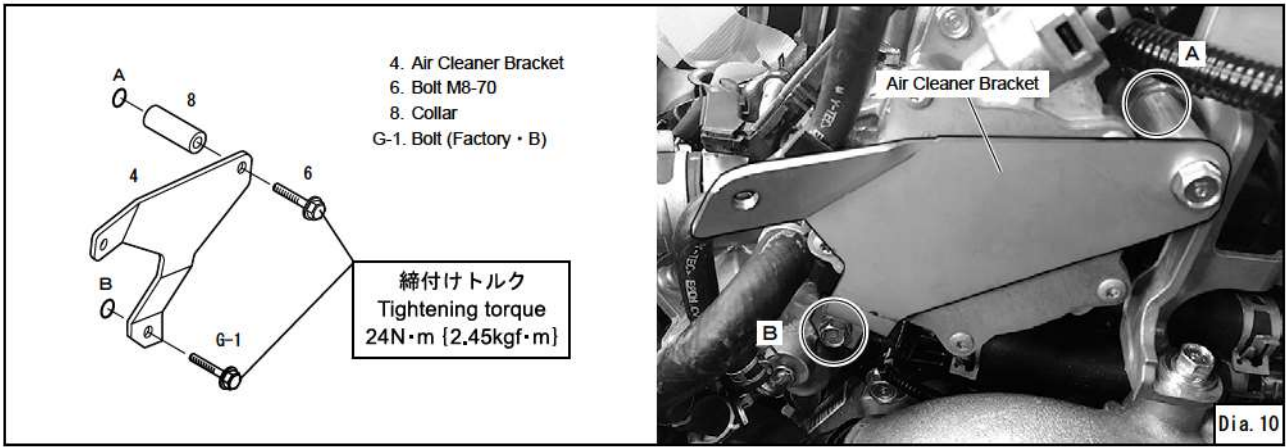 A
8
4
6
B
G-1
4. Air Cleaner Bracket
6. Bolt M8-70
8. Collar
G-1. Bolt (Factory・B)
締付けトルク
Tightening torque
24N・m {2.45kgf・m}
Air Cleaner Bracket
A
B
Dia. 10